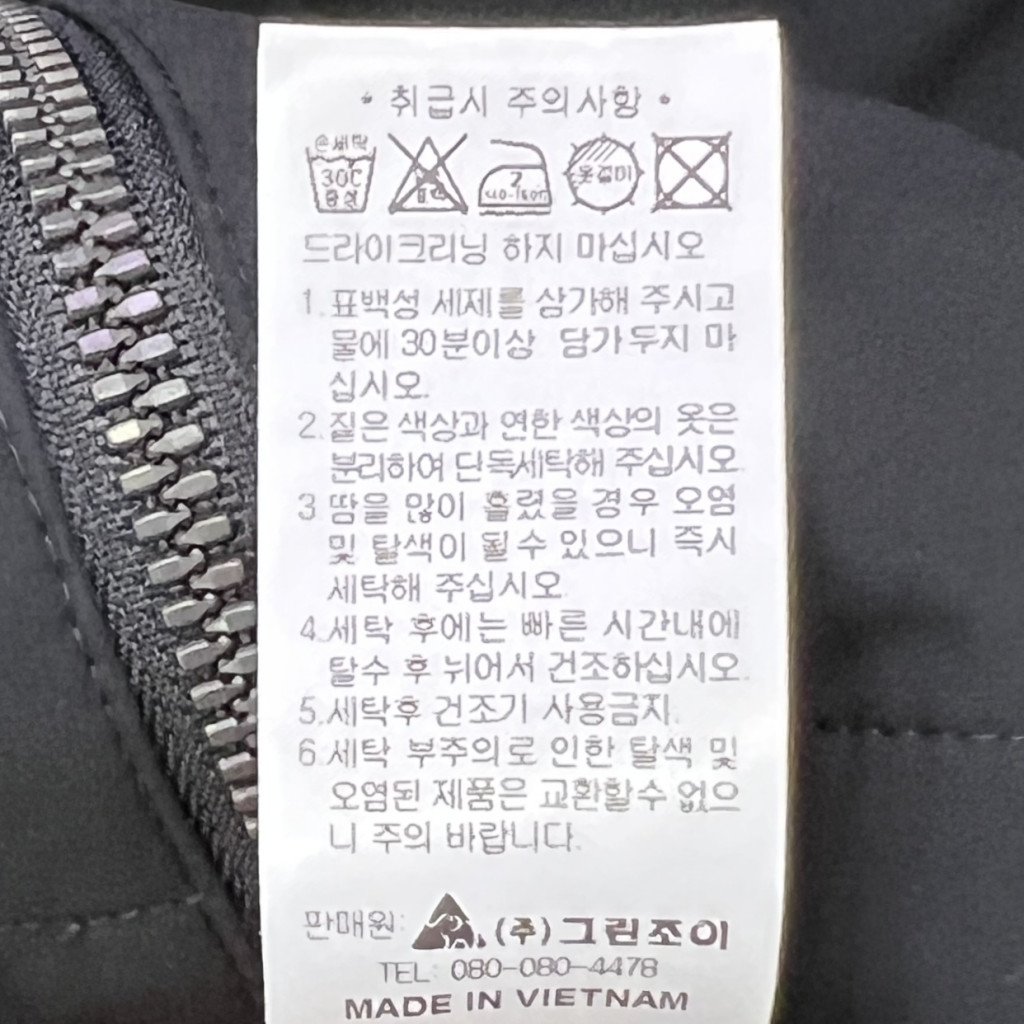 • 취급시 주의사항 •
손세탁
30C
중성
옷걸이
드라이크리닝 하지 마십시오
1. 표백성 세제를 삼가해 주시고
물에 30분이상 담가두지 마
십시오.
2. 짙은 색상과 연한 색상의 옷은
분리하여 단독세탁해 주십시오.
3 땀을 많이 흘렸을 경우 오염
및 탈색이 될수 있으니 즉시
세탁해 주십시오.
4. 세탁 후에는 빠른 시간내에
탈수 후 뉘어서 건조하십시오.
5. 세탁후 건조기 사용금지.
6. 세탁 부주의로 인한 탈색 및
오염된 제품은 교환할수 없으
니 주의 바랍니다.
판매원: (주)그린조이
TEL: 080-080-4478
MADE IN VIETNAM